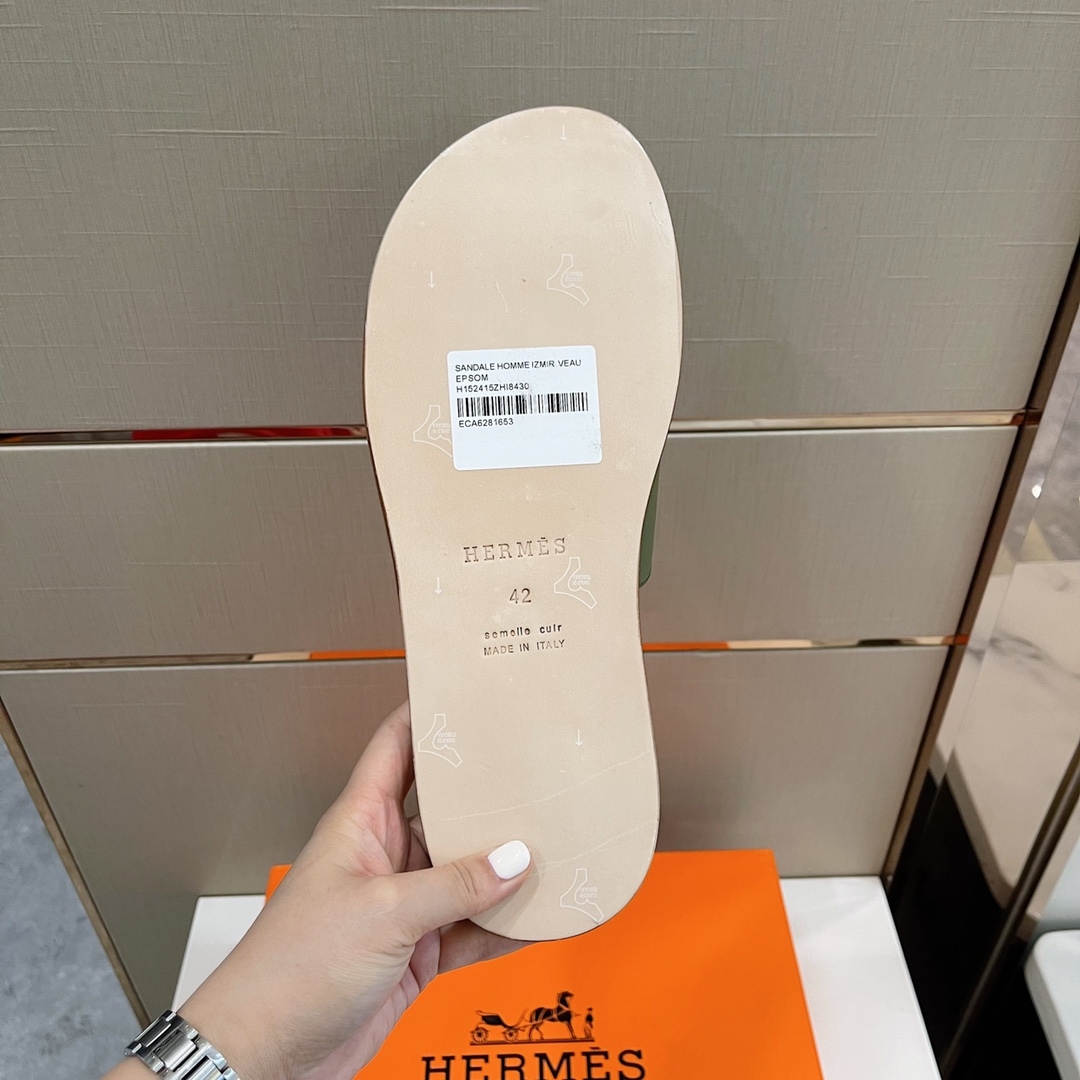 SANDALE HOMME IZMIR VEAU
EPSOM
H152415ZHI8430
ECA6281653
HERMÈS
42
semelle cuir
MADE IN ITALY
HERMÈS